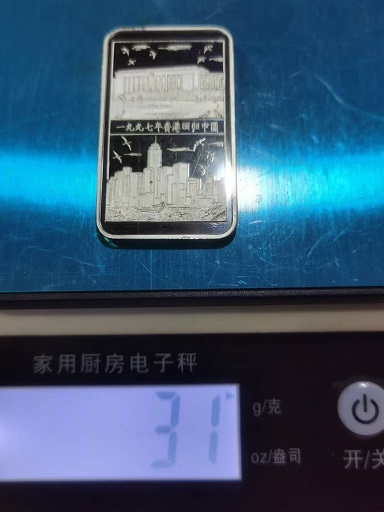 一九九七年香港回归中国
家用厨房电子秤
31
g/克
oz/盎司
开/关